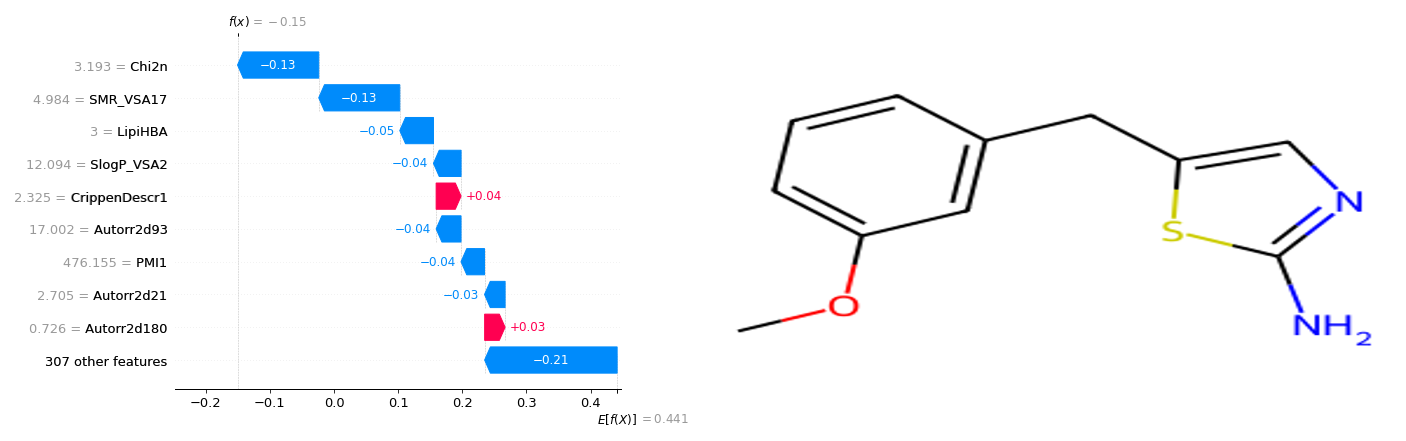 f(x) = −0.15
3.193 = Chi2n
−0.13
4.984 = SMR_VSA17
−0.13
3 = LipiHBA
−0.05
12.094 = SlogP_VSA2
−0.04
2.325 = CrippenDescr1
+0.04
17.002 = Autorr2d93
−0.04
476.155 = PMI1
−0.04
2.705 = Autorr2d21
−0.03
0.726 = Autorr2d180
+0.03
307 other features
−0.21
−0.2 −0.1 0.0 0.1 0.2 0.3 0.4
E[f(X)] = 0.441
N
S
O
NH2